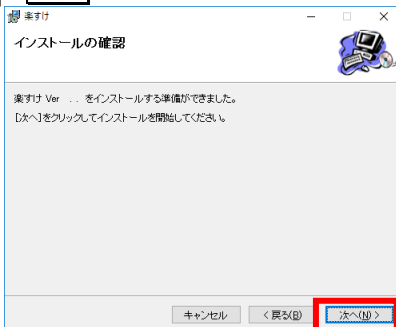 楽すけ
インストールの確認
楽すけ Ver . . をインストールする準備ができました。
[次へ]をクリックしてインストールを開始してください。
キャンセル
< 戻る(B)
次へ(N) >